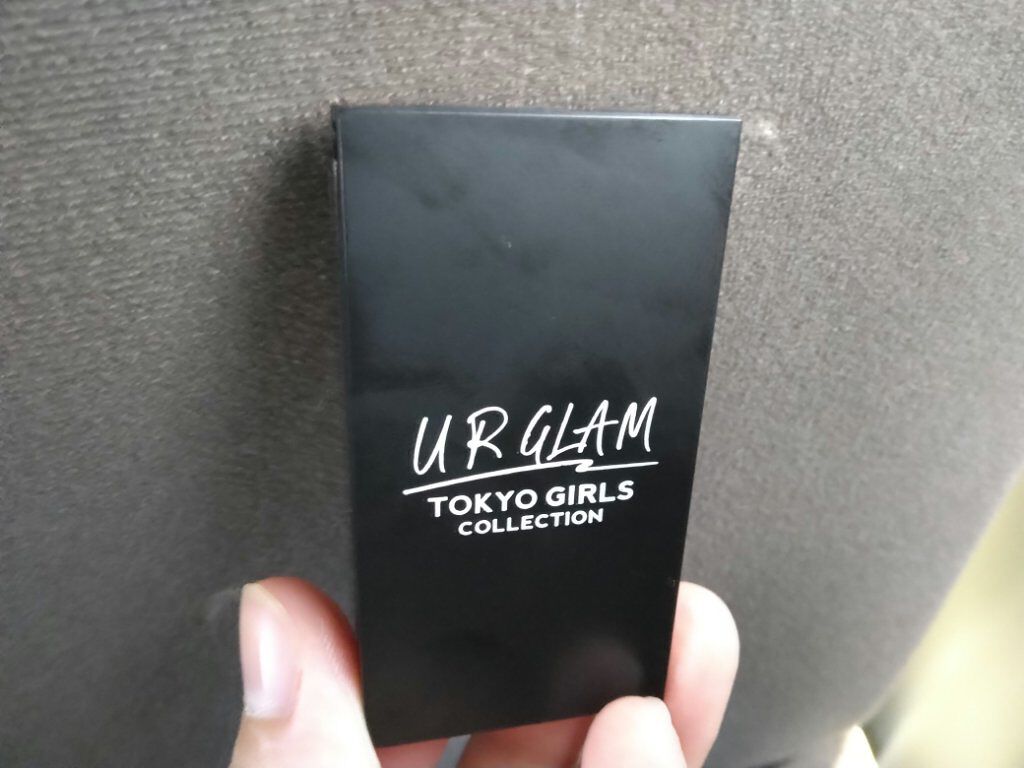 U R GLAM
TOKYO GIRLS
COLLECTION